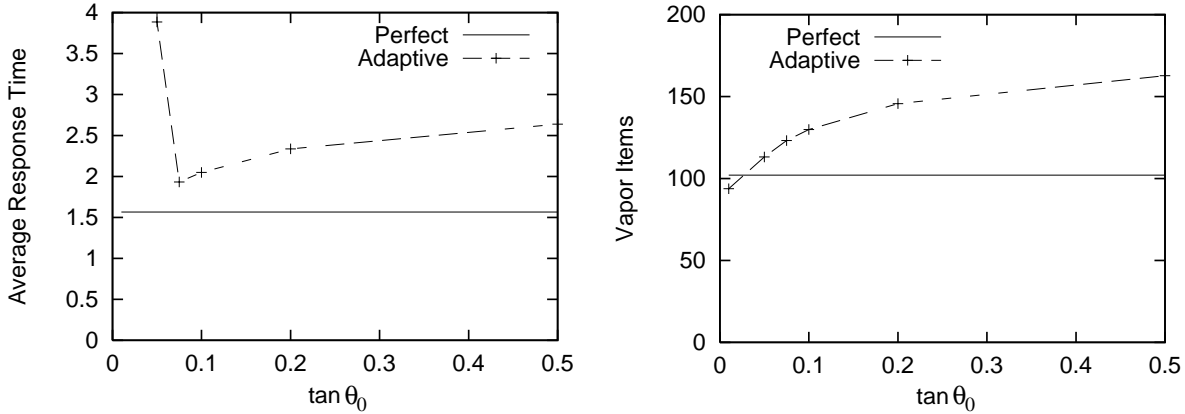 Average Response Time
4
3.5
3
2.5
2
1.5
1
0.5
0
0 0.1 0.2 0.3 0.4 0.5
tan θ0
Perfect
Adaptive
Vapor Items
200
150
100
50
0
0 0.1 0.2 0.3 0.4 0.5
tan θ0
Perfect
Adaptive